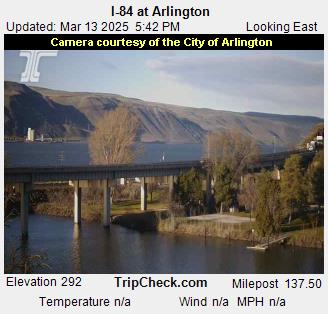 I-84 at Arlington
Updated: Mar 13 2025 5:42 PM Looking East
Camera courtesy of the City of Arlington
Elevation 292 TripCheck.com Milepost 137.50
Temperature n/a Wind n/a MPH n/a